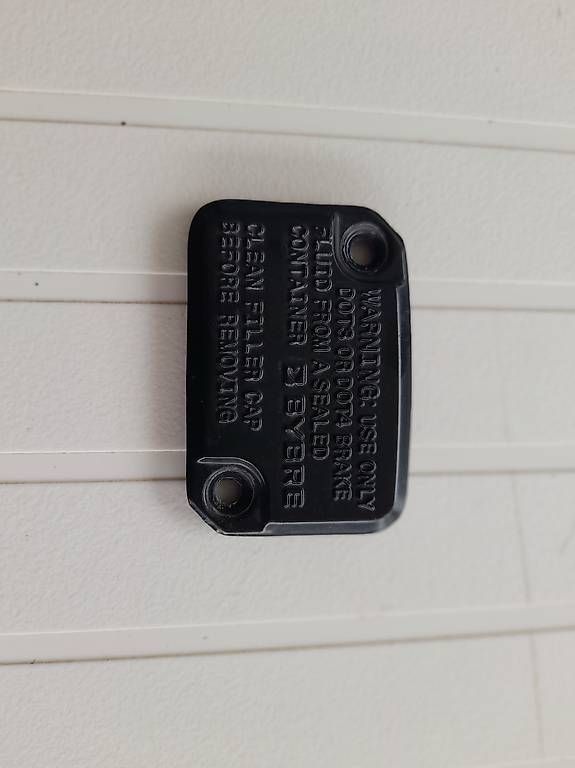 WARNING: USE ONLY
DOT3 OR DOT4 BRAKE
FLUID FROM A SEALED
CONTAINER BYBRE
CLEAN FILLER CAP
BEFORE REMOVING